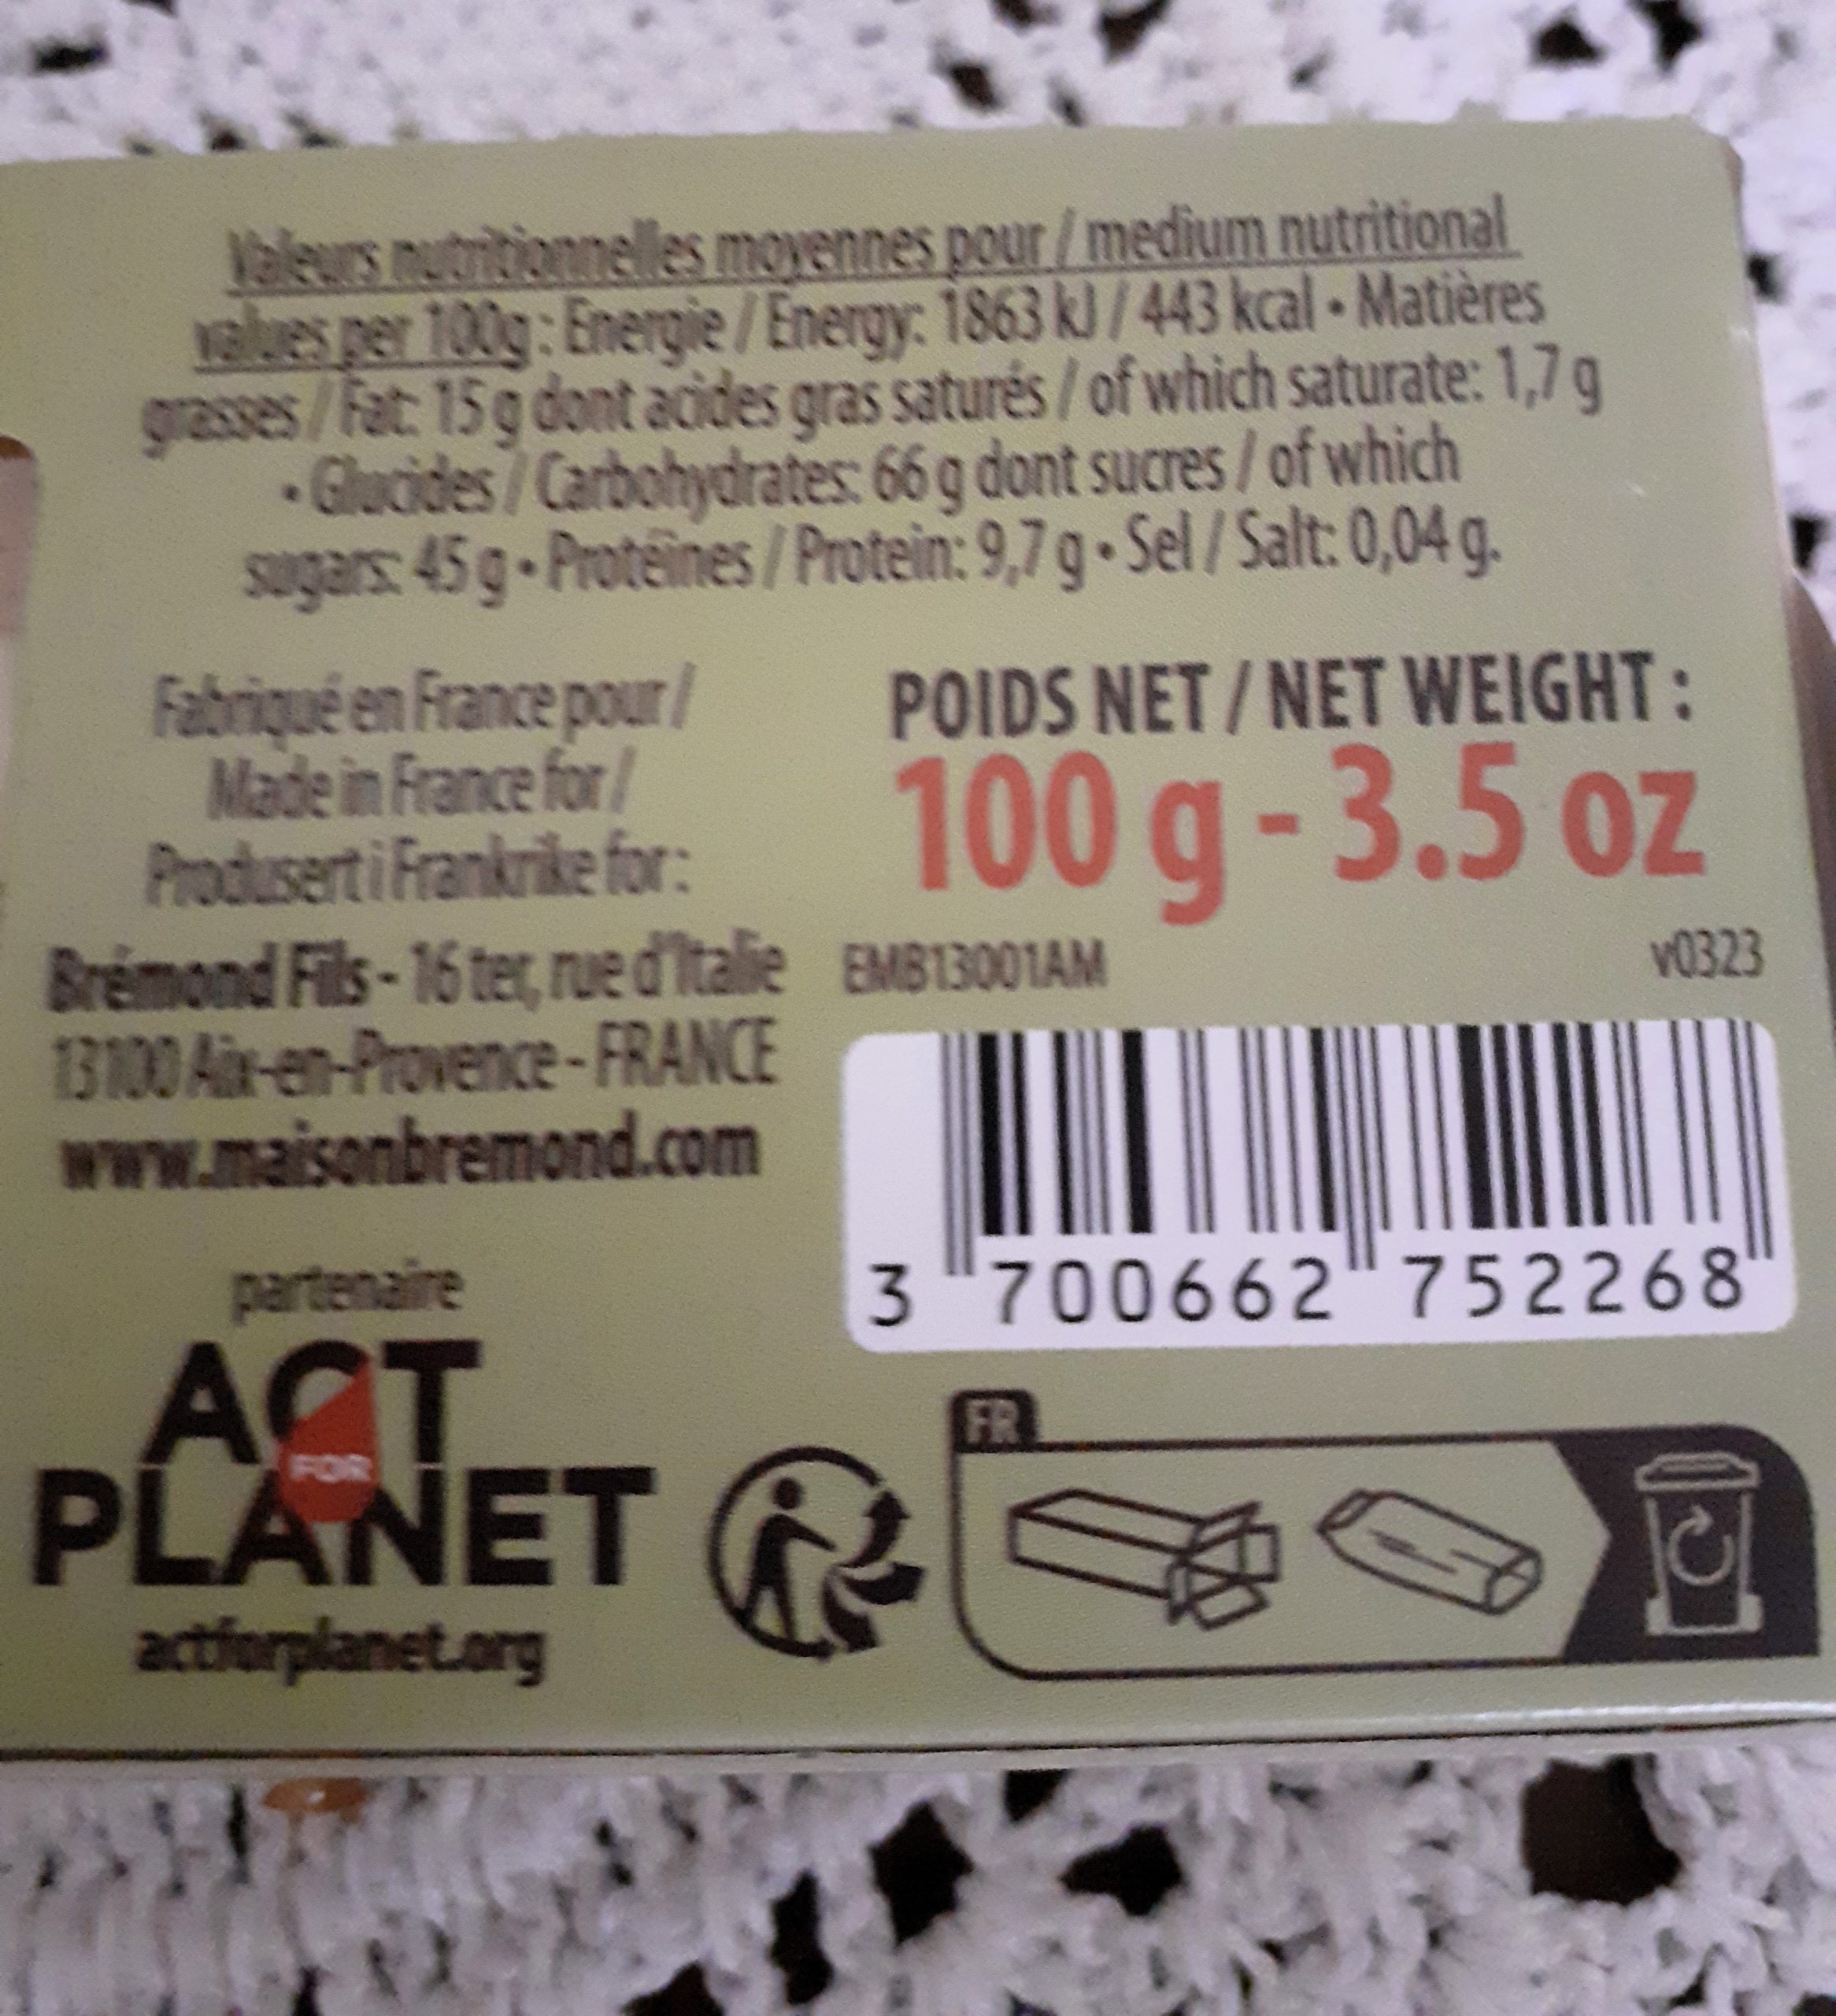 Valeurs nutritionnelles moyennes pour / medium nutritional
values per 100g : Energie / Energy: 1863 kJ / 443 kcal • Matières
grasses / Fat: 15 g dont acides gras saturés / of which saturate: 1,7 g
• Glucides / Carbohydrates: 66 g dont sucres / of which
sugars: 45 g • Protéines / Protein: 9,7 g • Sel / Salt: 0,04 g.
Fabriqué en France pour /
Made in France for /
Produsert i Frankrike for :
Brémond Fils - 16 ter, rue d'Italie
13100 Aix-en-Provence - FRANCE
www.maisonbremond.com
POIDS NET / NET WEIGHT :
100 g - 3.5 oz
EMB13001AM v0323
3 700662 752268
partenaire
ACT
FOR
PLANET
actforplanet.org
FR